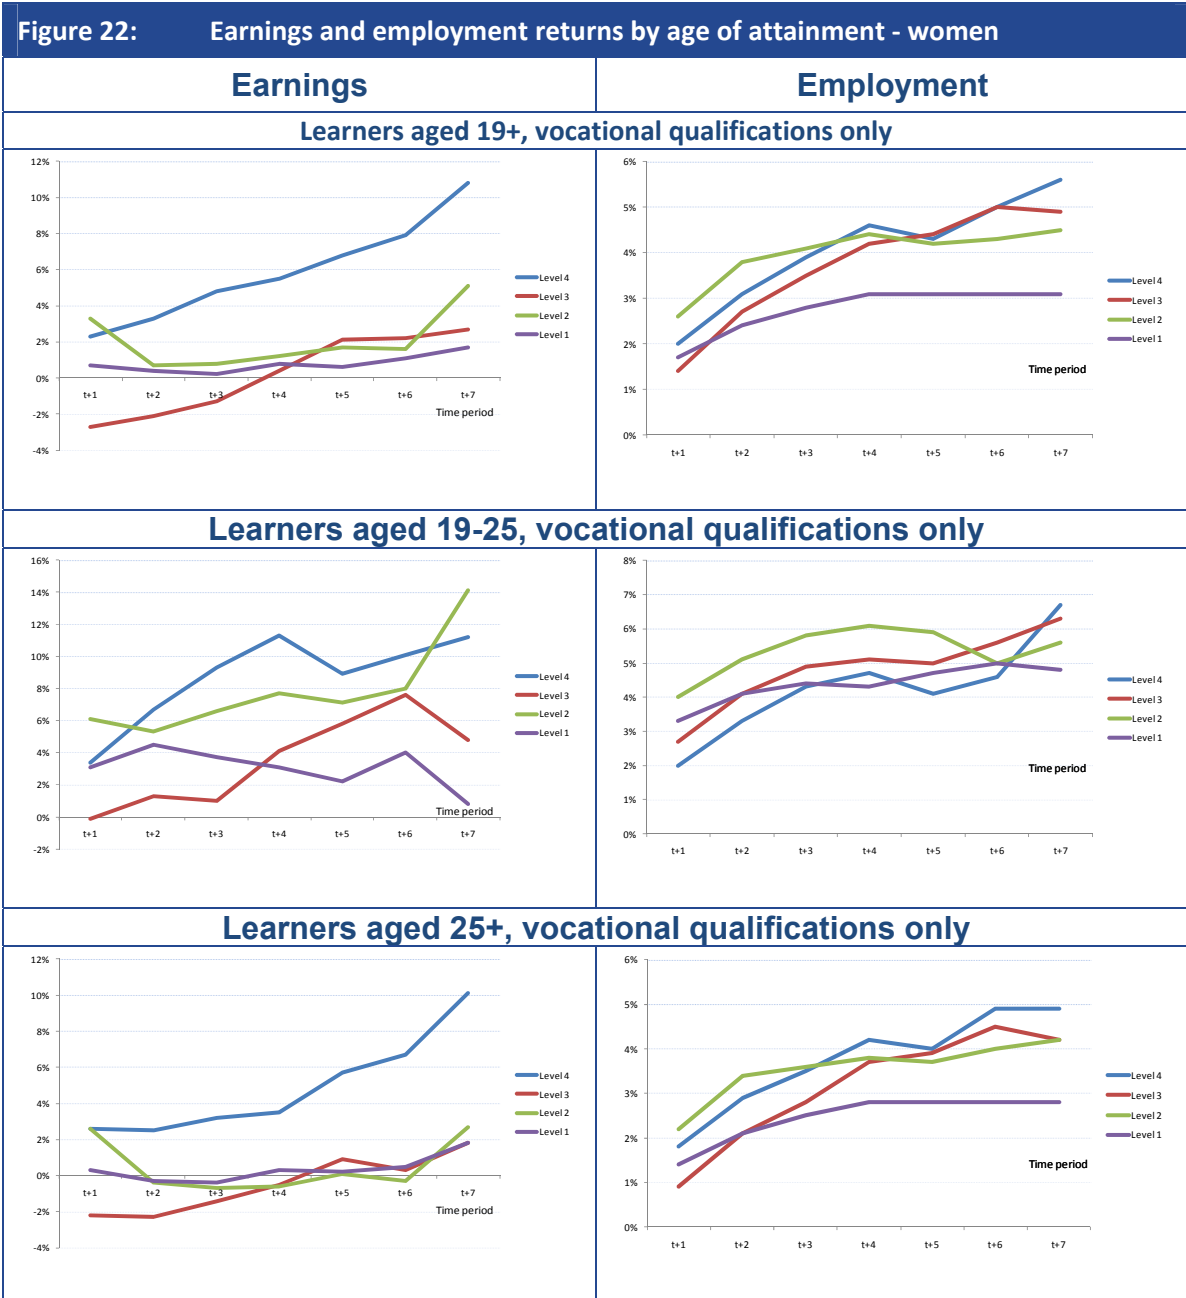 Figure 22: Earnings and employment returns by age of attainment - women
Earnings
Employment
Learners aged 19+, vocational qualifications only
12%
10%
8%
6%
4%
2%
0%
-2%
-4%
t+1 t+2 t+3 t+4 t+5 t+6 t+7
Time period
Level 4
Level 3
Level 2
Level 1
6%
5%
4%
3%
2%
1%
0%
t+1 t+2 t+3 t+4 t+5 t+6 t+7
Time period
Level 4
Level 3
Level 2
Level 1
Learners aged 19-25, vocational qualifications only
16%
14%
12%
10%
8%
6%
4%
2%
0%
-2%
t+1 t+2 t+3 t+4 t+5 t+6 t+7
Time period
Level 4
Level 3
Level 2
Level 1
8%
7%
6%
5%
4%
3%
2%
1%
0%
t+1 t+2 t+3 t+4 t+5 t+6 t+7
Time period
Level 4
Level 3
Level 2
Level 1
Learners aged 25+, vocational qualifications only
12%
10%
8%
6%
4%
2%
0%
-2%
-4%
t+1 t+2 t+3 t+4 t+5 t+6 t+7
Time period
Level 4
Level 3
Level 2
Level 1
6%
5%
4%
3%
2%
1%
0%
t+1 t+2 t+3 t+4 t+5 t+6 t+7
Time period
Level 4
Level 3
Level 2
Level 1